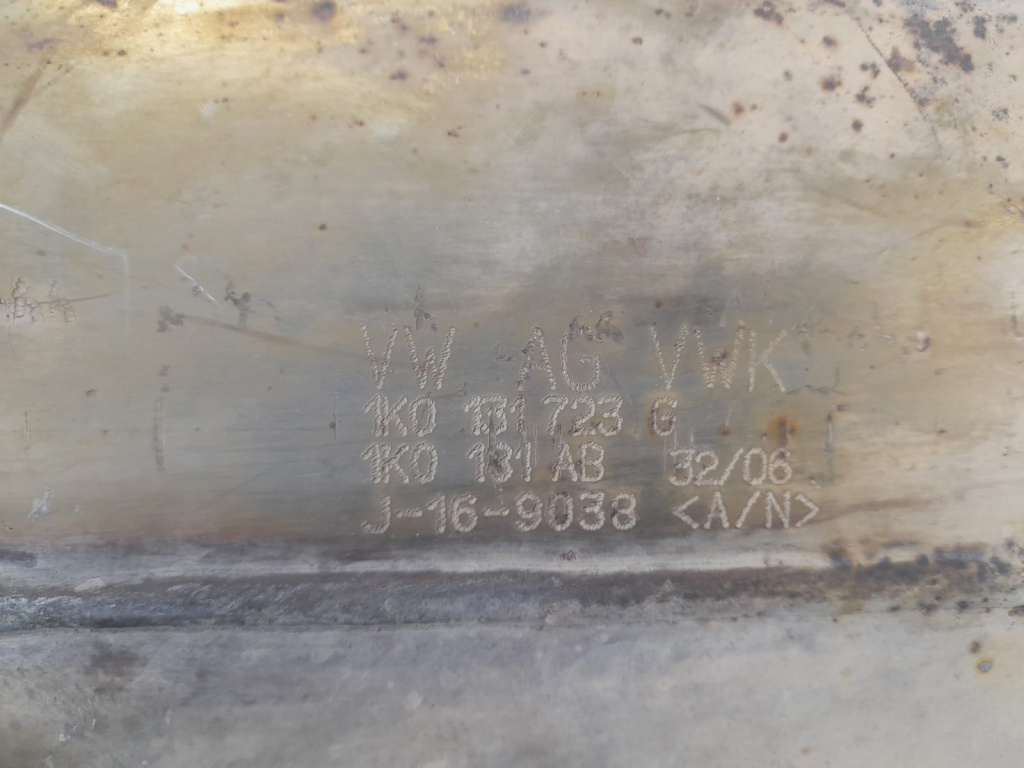 VW AG VWK
1K0 131 723 G
1K0 131 AB 32/06
J-16-9038 <A/N>